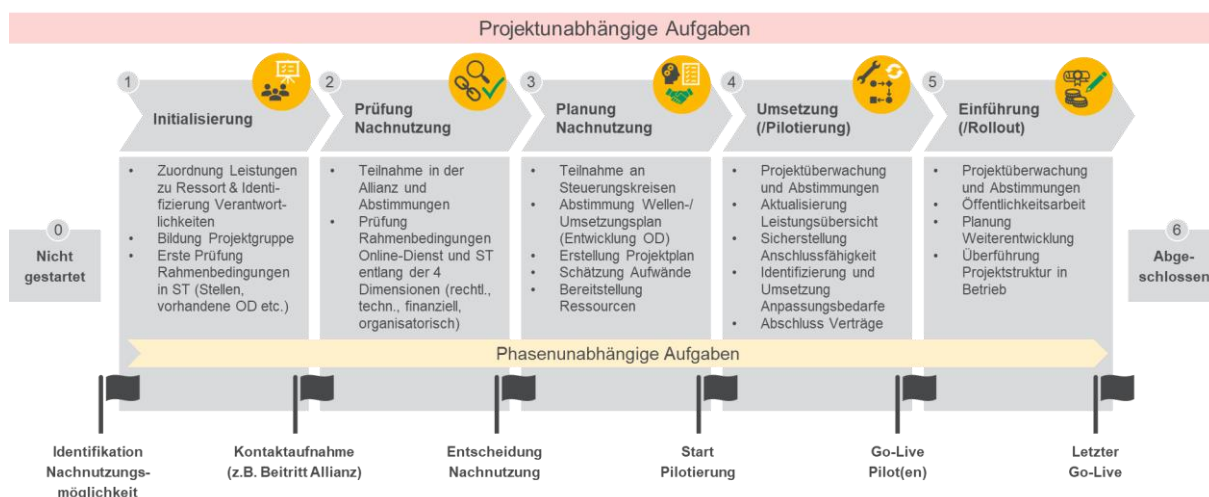 Projektunabhängige Aufgaben
1
Initialisierung
2
Prüfung
Nachnutzung
3
Planung
Nachnutzung
4
Umsetzung
(/Pilotierung)
5
Einführung
(/Rollout)
0
Nicht
gestartet
• Zuordnung Leistungen
zu Ressort & Identi-
fizierung Verantwort-
lichkeiten
• Bildung Projektgruppe
• Erste Prüfung
Rahmenbedingungen
in ST (Stellen,
vorhandene OD etc.)
• Teilnahme in der
Allianz und
Abstimmungen
• Prüfung
Rahmenbedingungen
Online-Dienst und ST
entlang der 4
Dimensionen (rechtl.,
techn., finanziell,
organisatorisch)
• Teilnahme an
Steuerungskreisen
• Abstimmung Wellen-/
Umsetzungsplan
(Entwicklung OD)
• Erstellung Projektplan
• Schätzung Aufwände
• Bereitstellung
Ressourcen
• Projektüberwachung
und Abstimmungen
• Aktualisierung
Leistungsübersicht
• Sicherstellung
Anschlussfähigkeit
• Identifizierung und
Umsetzung
Anpassungsbedarfe
• Abschluss Verträge
• Projektüberwachung
und Abstimmungen
• Öffentlichkeitsarbeit
• Planung
Weiterentwicklung
• Überführung
Projektstruktur in
Betrieb
6
Abge-
schlossen
Phasenunabhängige Aufgaben
Identifikation
Nachnutzungs-
möglichkeit
Kontaktaufnahme
(z.B. Beitritt Allianz)
Entscheidung
Nachnutzung
Start
Pilotierung
Go-Live
Pilot(en)
Letzter
Go-Live